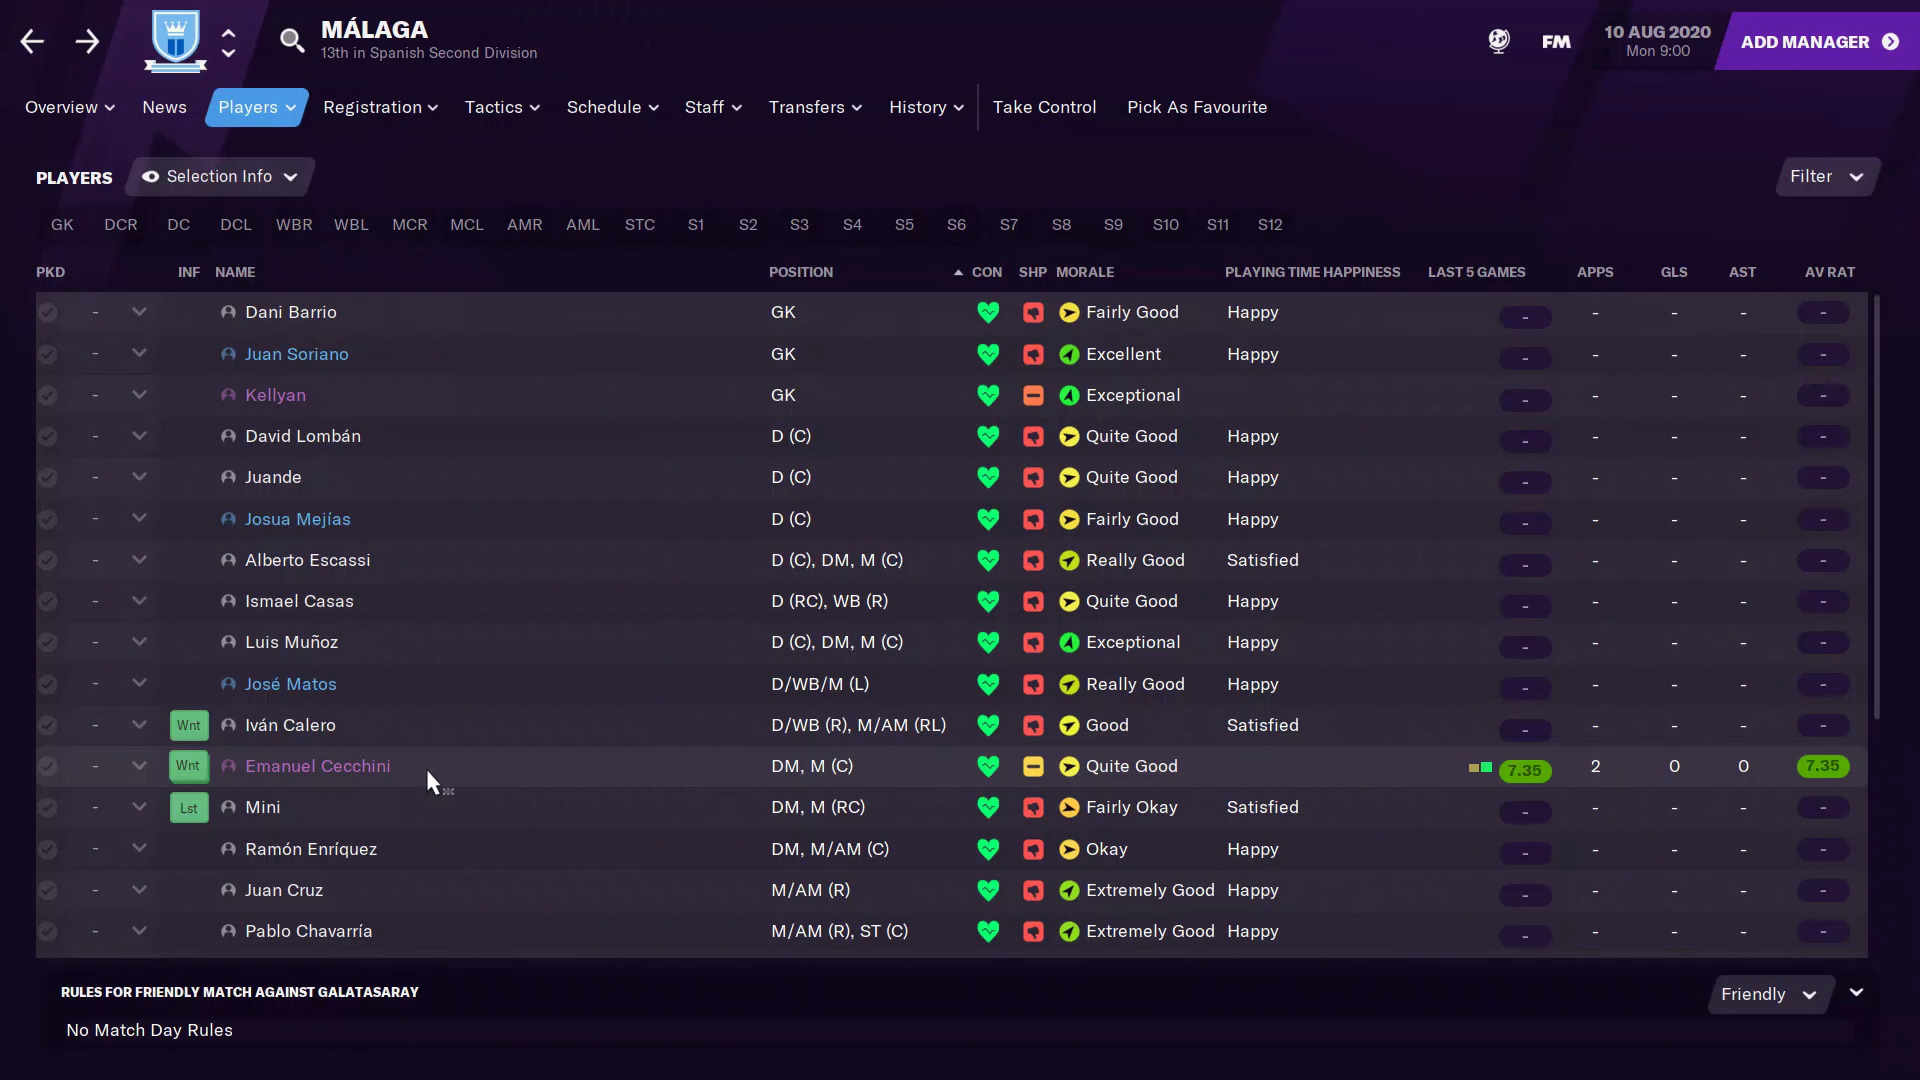 MÁLAGA
13th in Spanish Second Division
FM
10 AUG 2020
Mon 9:00
ADD MANAGER
Overview News Players Registration Tactics Schedule Staff Transfers History Take Control Pick As Favourite
PLAYERS Selection Info Filter
GK DCR DC DCL WBR WBL MCR MCL AMR AML STC S1 S2 S3 S4 S5 S6 S7 S8 S9 S10 S11 S12
PKD INF NAME POSITION CON SHP MORALE PLAYING TIME HAPPINESS LAST 5 GAMES APPS GLS AST AV RAT
- Dani Barrio GK Fairly Good Happy - - - - -
- Juan Soriano GK Excellent Happy - - - - -
- Kellyan GK Exceptional - - - - -
- David Lombán D (C) Quite Good Happy - - - - -
- Juande D (C) Quite Good Happy - - - - -
- Josua Mejías D (C) Fairly Good Happy - - - - -
- Alberto Escassi D (C), DM, M (C) Really Good Satisfied - - - - -
- Ismael Casas D (RC), WB (R) Quite Good Happy - - - - -
- Luis Muñoz D (C), DM, M (C) Exceptional Happy - - - - -
- José Matos D/WB/M (L) Really Good Happy - - - - -
- Wnt Iván Calero D/WB (R), M/AM (RL) Good Satisfied - - - - -
- Wnt Emanuel Cecchini DM, M (C) Quite Good 7.35 2 0 0 7.35
- Lst Mini DM, M (RC) Fairly Okay Satisfied - - - - -
- Ramón Enríquez DM, M/AM (C) Okay Happy - - - - -
- Juan Cruz M/AM (R) Extremely Good Happy - - - - -
- Pablo Chavarría M/AM (R), ST (C) Extremely Good Happy - - - - -
RULES FOR FRIENDLY MATCH AGAINST GALATASARAY Friendly
No Match Day Rules